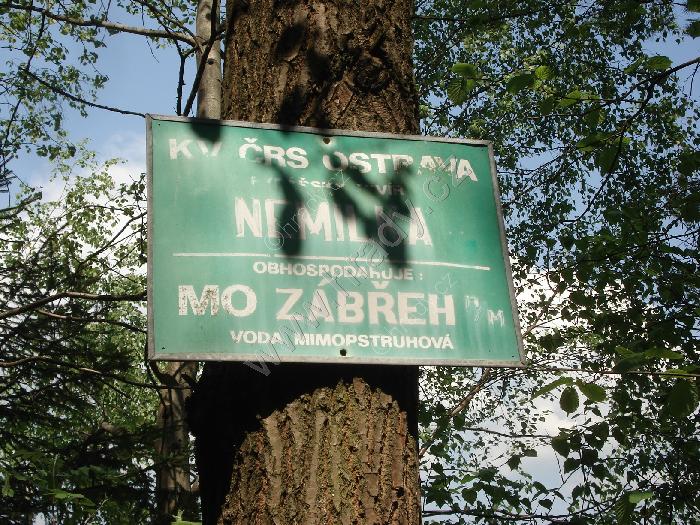 KV ČRS OSTRAVA
NEMILKA
OBHOSPODAŘUJE :
MO ZÁBŘEH
VODA MIMOPSTRUHOVÁ